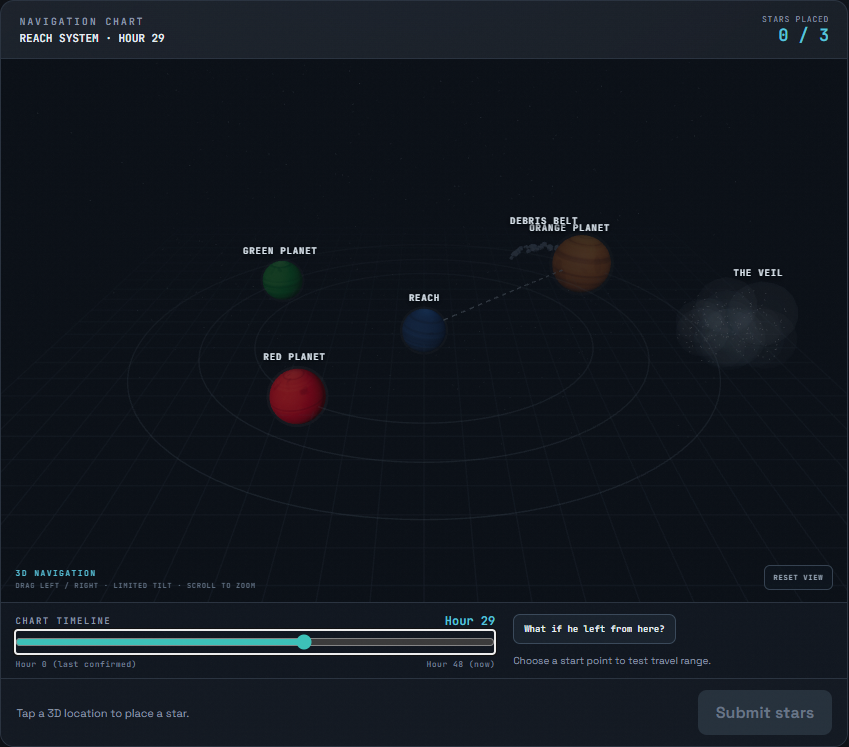 NAVIGATION CHART
REACH SYSTEM · HOUR 29
STARS PLACED
0 / 3
DEBRIS BELT
ORANGE PLANET
GREEN PLANET
THE VEIL
REACH
RED PLANET
3D NAVIGATION
DRAG LEFT / RIGHT · LIMITED TILT · SCROLL TO ZOOM
RESET VIEW
CHART TIMELINE
Hour 29
Hour 0 (last confirmed)
Hour 48 (now)
What if he left from here?
Choose a start point to test travel range.
Tap a 3D location to place a star.
Submit stars